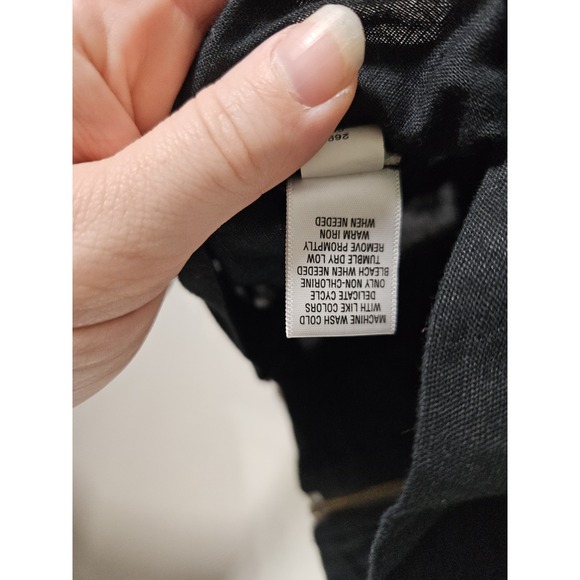 MACHINE WASH COLD
WITH LIKE COLORS
DELICATE CYCLE
ONLY NON-CHLORINE
BLEACH WHEN NEEDED
TUMBLE DRY LOW
REMOVE PROMPTLY
WARM IRON
WHEN NEEDED